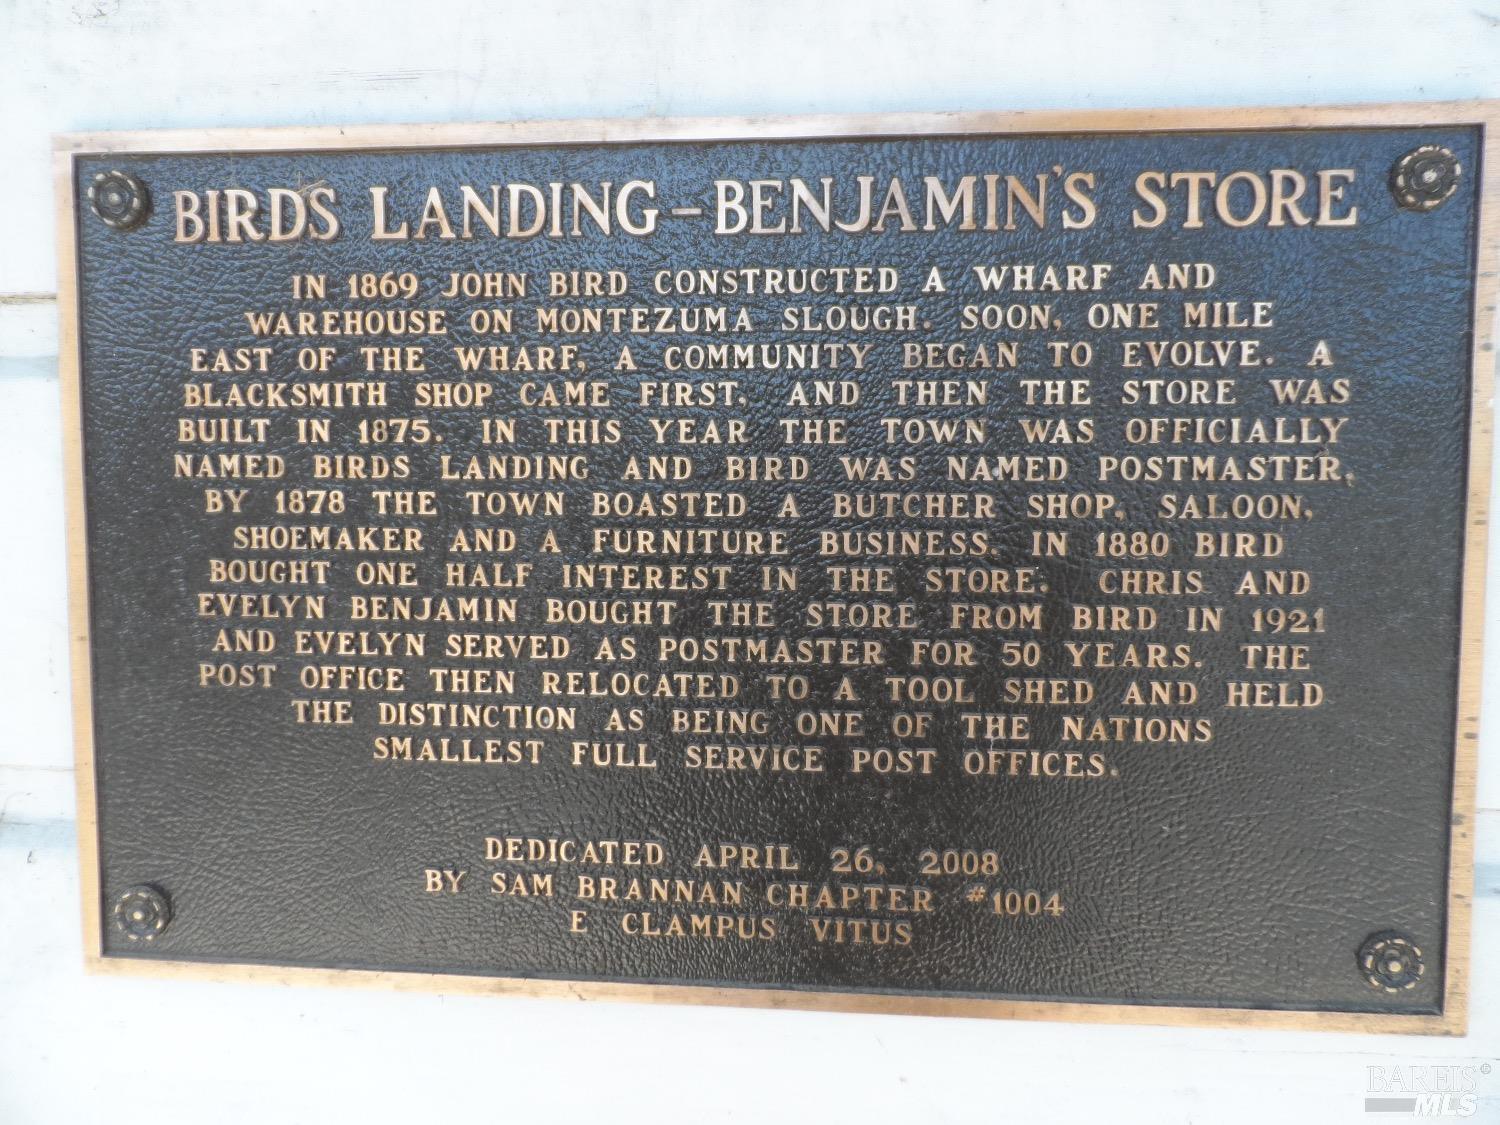 BIRD'S LANDING-BENJAMIN'S STORE
IN 1869 JOHN BIRD CONSTRUCTED A WHARF AND
WAREHOUSE ON MONTEZUMA SLOUGH. SOON, ONE MILE
EAST OF THE WHARF, A COMMUNITY BEGAN TO EVOLVE. A
BLACKSMITH SHOP CAME FIRST, AND THEN THE STORE WAS
BUILT IN 1875. IN THIS YEAR THE TOWN WAS OFFICIALLY
NAMED BIRDS LANDING AND BIRD WAS NAMED POSTMASTER,
BY 1878 THE TOWN BOASTED A BUTCHER SHOP, SALOON,
SHOEMAKER AND A FURNITURE BUSINESS. IN 1880 BIRD
BOUGHT ONE HALF INTEREST IN THE STORE. CHRIS AND
EVELYN BENJAMIN BOUGHT THE STORE FROM BIRD IN 1921
AND EVELYN SERVED AS POSTMASTER FOR 50 YEARS. THE
POST OFFICE THEN RELOCATED TO A TOOL SHED AND HELD
THE DISTINCTION AS BEING ONE OF THE NATIONS
SMALLEST FULL SERVICE POST OFFICES.
DEDICATED APRIL 26, 2008
BY SAM BRANNAN CHAPTER #1004
E CLAMPUS VITUS
BAREIS®
MLS